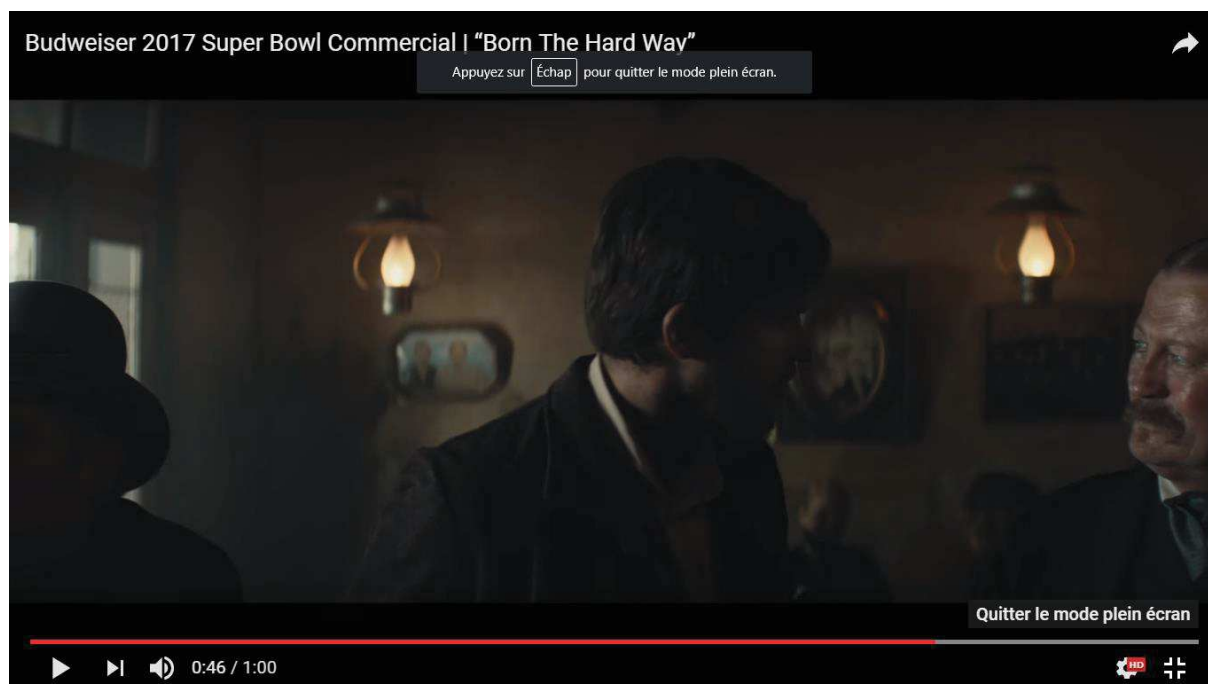 Budweiser 2017 Super Bowl Commercial | “Born The Hard Way”
Appuyez sur Échap pour quitter le mode plein écran.
Quitter le mode plein écran
0:46 / 1:00
HD